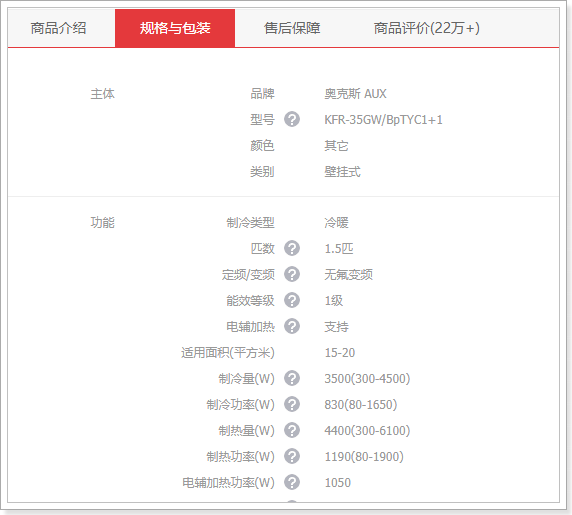 商品介绍 规格与包装 售后保障 商品评价(22万+)
主体 品牌 奥克斯 AUX
型号 ? KFR-35GW/BpTYC1+1
颜色 其它
类别 壁挂式
功能 制冷类型 冷暖
匹数 ? 1.5匹
定频/变频 ? 无氟变频
能效等级 ? 1级
电辅加热 ? 支持
适用面积(平方米) 15-20
制冷量(W) ? 3500(300-4500)
制冷功率(W) ? 830(80-1650)
制热量(W) ? 4400(300-6100)
制热功率(W) ? 1190(80-1900)
电辅加热功率(W) ? 1050